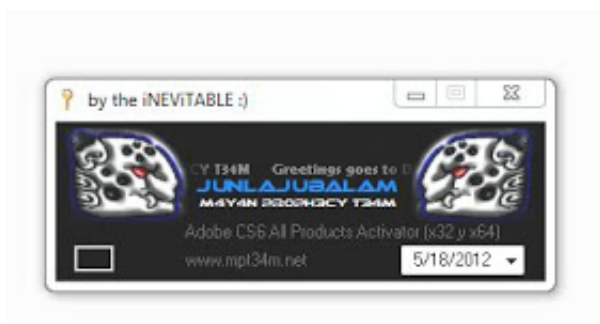 by the iNEViTABLE :)
CY T34M Greetings goes to D
JUNLAJUBALAM
M4Y4N PROPH3CY T34M
Adobe CS6 All Products Activator (x32 y x64)
www.mpt34m.net
5/18/2012